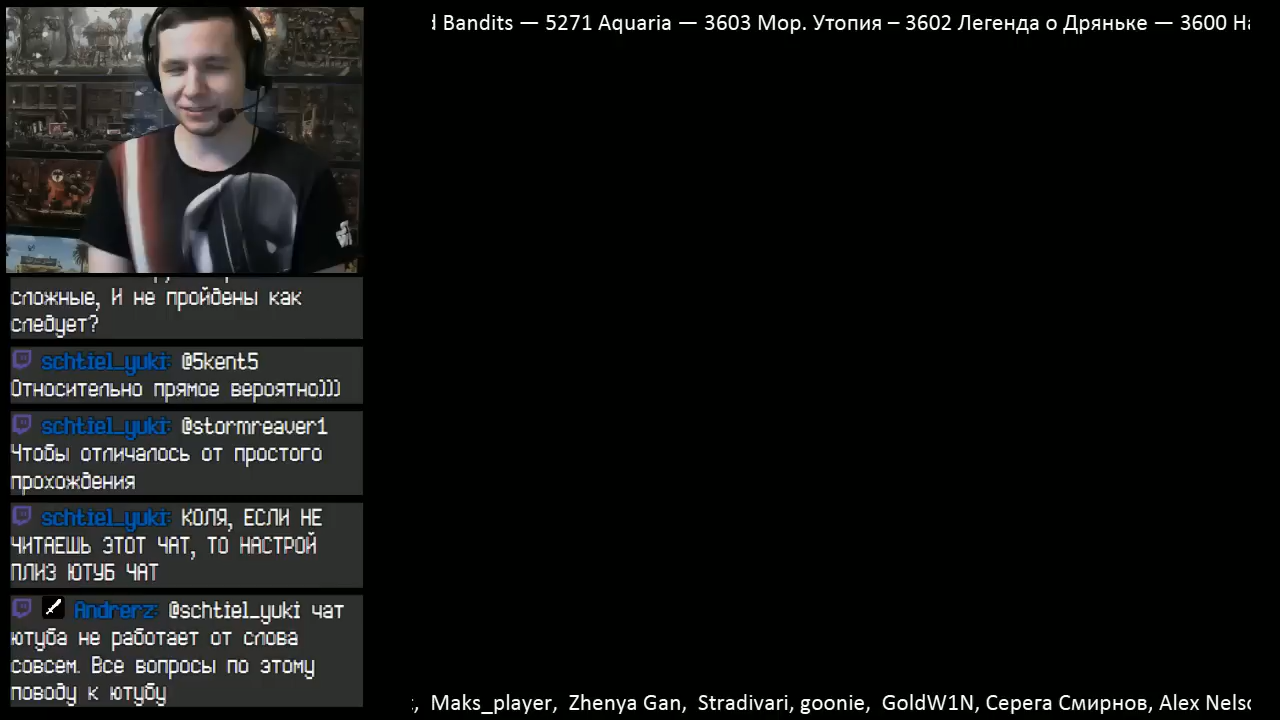 Bandits — 5271 Aquaria — 3603 Мор. Утопия – 3602 Легенда о Дряньке — 3600
сложные, И не пройдены как
следует?
schtiel_yuki: @5kent5
Относительно прямое вероятно)))
schtiel_yuki: @stormreaver1
Чтобы отличалось от простого
прохождения
schtiel_yuki: КОЛЯ, ЕСЛИ НЕ
ЧИТАЕШЬ ЭТОТ ЧАТ, ТО НАСТРОЙ
ПЛИЗ ЮТУБ ЧАТ
Andrerz: @schtiel_yuki чат
ютуба не работает от слова
совсем. Все вопросы по этому
поводу к ютубу
Maks_player, Zhenya Gan, Stradivari, goonie, GoldW1N, Серега Смирнов, Alex